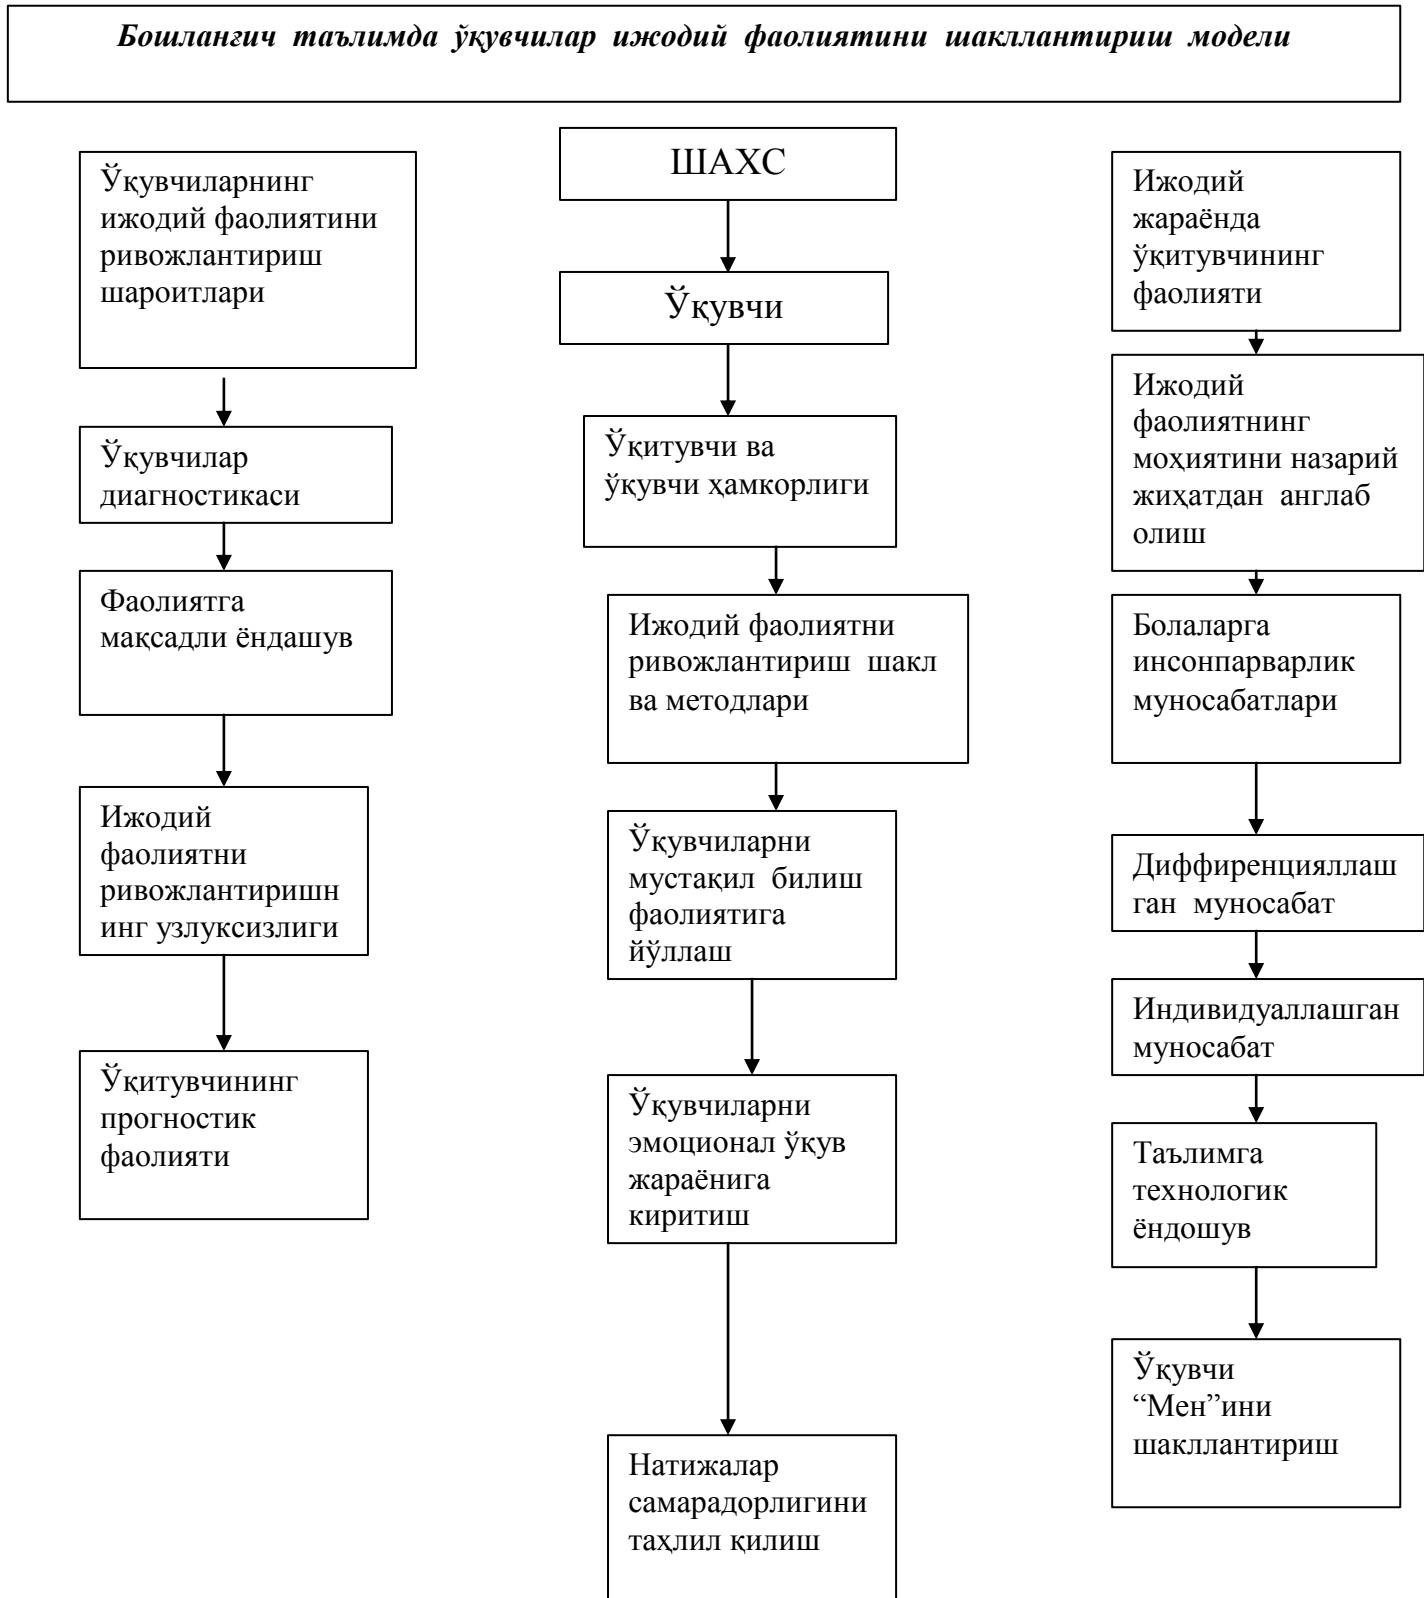 Бошланғич таълимда ўқувчилар ижодий фаолиятини шакллантириш модели
Ўқувчиларнинг
ижодий фаолиятини
ривожлантириш
шароитлари
Ўқувчилар
диагностикаси
Фаолиятга
мақсадли ёндашув
Ижодий
фаолиятни
ривожлантиришн
инг узлуксизлиги
Ўқитувчининг
прогностик
фаолияти
ШАХС
Ўқувчи
Ўқитувчи ва
ўқувчи ҳамкорлиги
Ижодий фаолиятни
ривожлантириш шакл
ва методлари
Ўқувчиларни
мустақил билиш
фаолиятига
йўллаш
Ўқувчиларни
эмоционал ўқув
жараёнига
киритиш
Натижалар
самарадорлигини
таҳлил қилиш
Ижодий
жараёнда
ўқитувчининг
фаолияти
Ижодий
фаолиятнинг
моҳиятини назарий
жиҳатдан англаб
олиш
Болаларга
инсонпарварлик
муносабатлари
Диффиренцияллаш
ган муносабат
Индивидуаллашган
муносабат
Таълимга
технологик
ёндошув
Ўқувчи
“Мен”ини
шакллантириш